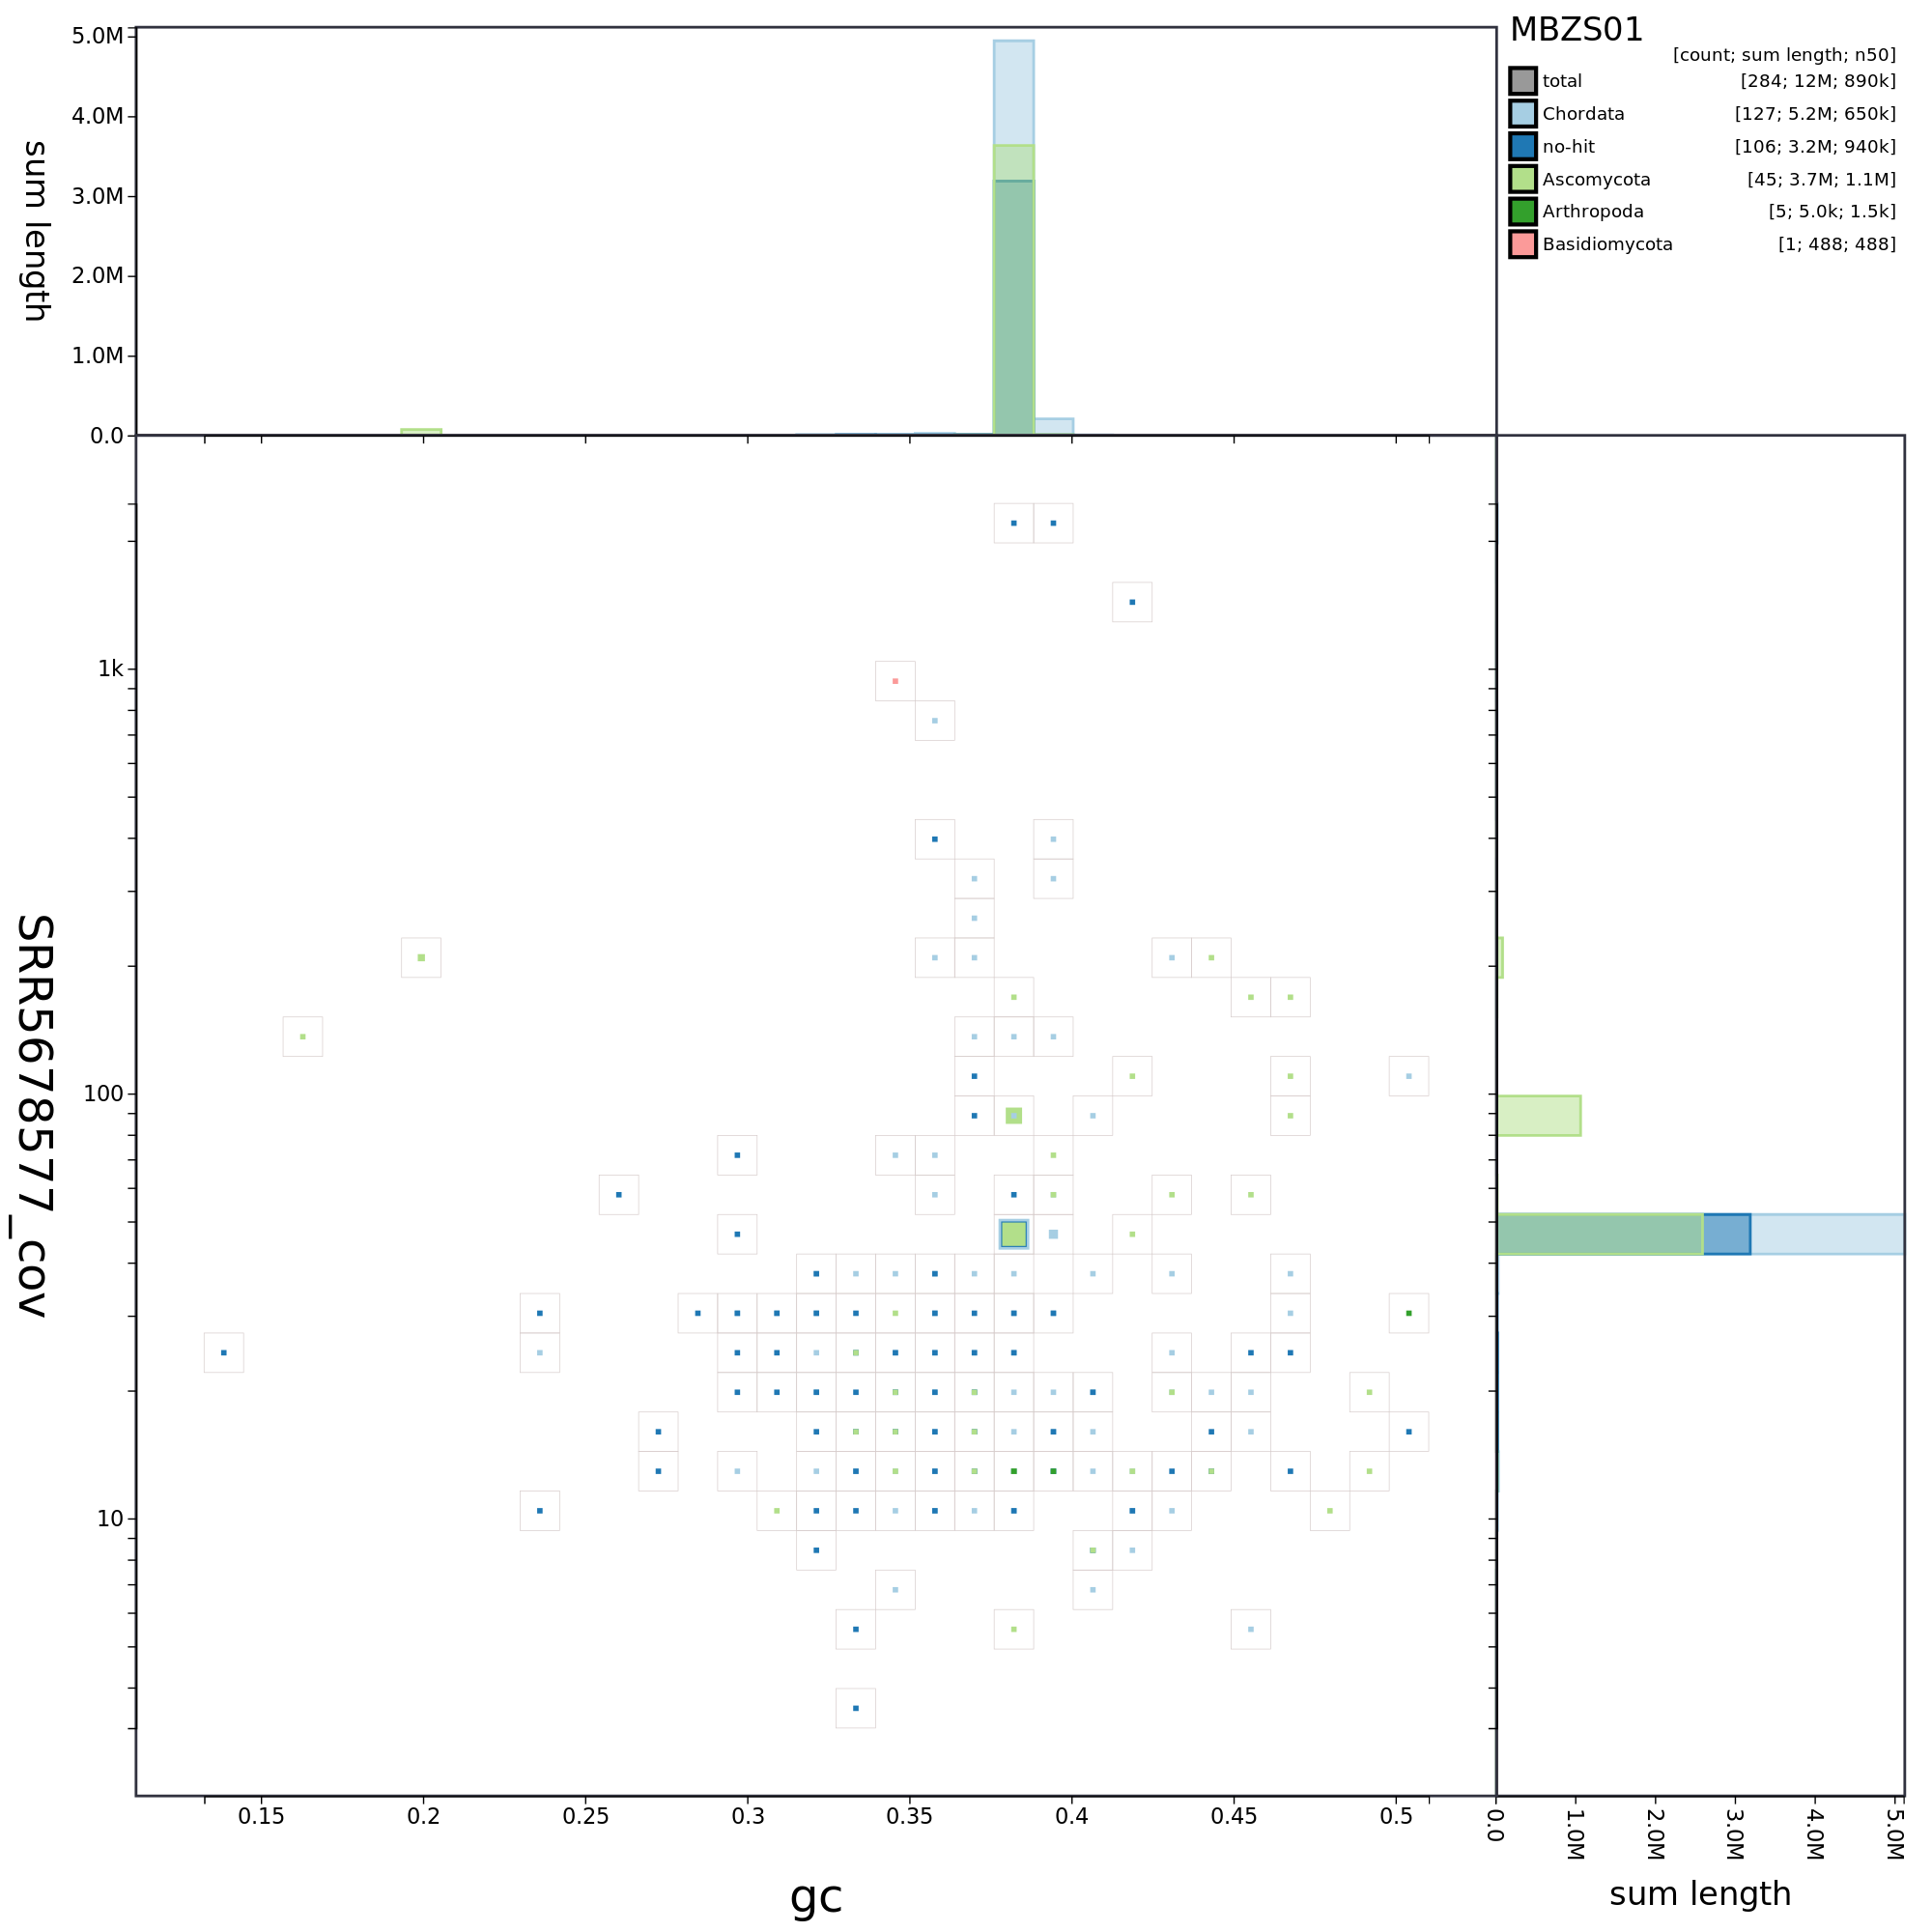 MBZS01
[count; sum length; n50]
total [284; 12M; 890k]
Chordata [127; 5.2M; 650k]
no-hit [106; 3.2M; 940k]
Ascomycota [45; 3.7M; 1.1M]
Arthropoda [5; 5.0k; 1.5k]
Basidiomycota [1; 488; 488]
sum length
5.0M
4.0M
3.0M
2.0M
1.0M
0.0
SRR5678577_cov
1k
100
10
0.15 0.2 0.25 0.3 0.35 0.4 0.45 0.5
gc
0.0 1.0M 2.0M 3.0M 4.0M 5.0M
sum length